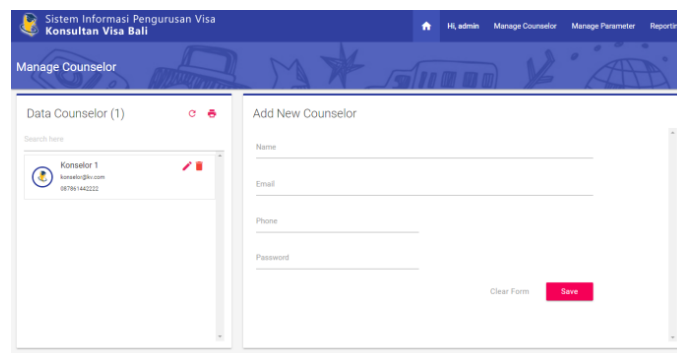 Sistem Informasi Pengurusan Visa
Konsultan Visa Bali
Hi, admin
Manage Counselor
Manage Parameter
Reportin
Manage Counselor
Data Counselor (1)
Search here
Konselor 1
konselor@kv.com
087861442222
Add New Counselor
Name
Email
Phone
Password
Clear Form
Save